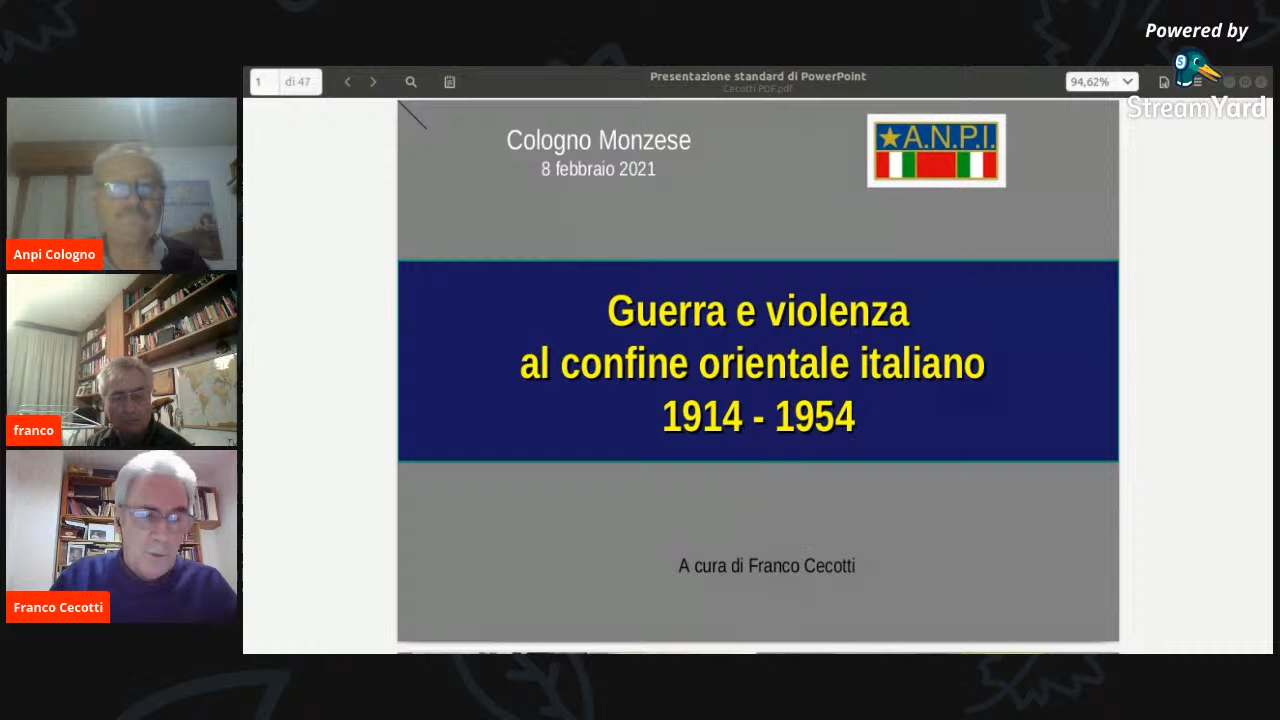 Powered by
StreamYard
1 di 47
Presentazione standard di PowerPoint
Cecotti PDF.pdf
94,62%
Cologno Monzese
8 febbraio 2021
A.N.P.I.
Guerra e violenza
al confine orientale italiano
1914 - 1954
A cura di Franco Cecotti
Anpi Cologno
franco
Franco Cecotti